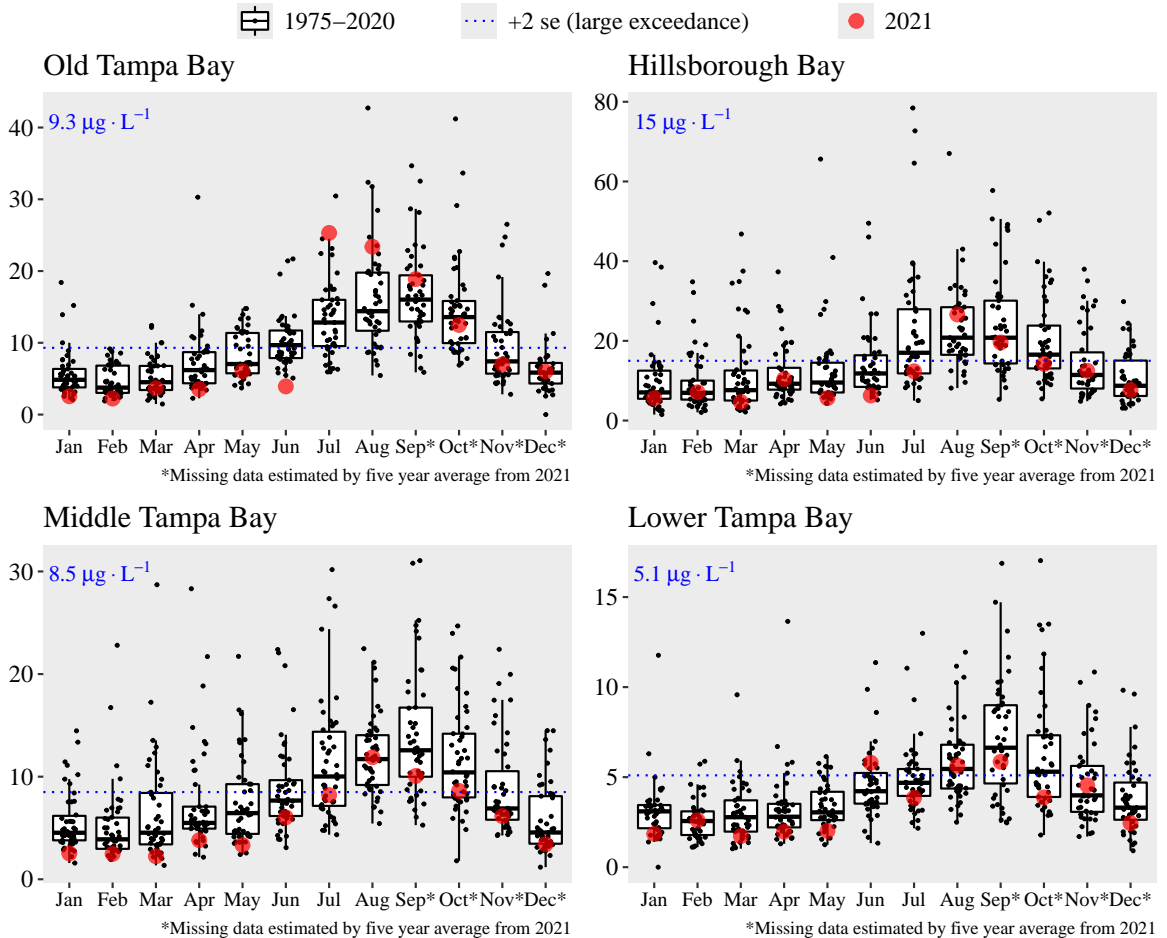 1975−2020 +2 se (large exceedance) 2021
Old Tampa Bay
9.3 μg · L⁻¹
40
30
20
10
0
Jan Feb Mar Apr May Jun Jul Aug Sep* Oct* Nov* Dec*
*Missing data estimated by five year average from 2021
Hillsborough Bay
15 μg · L⁻¹
80
60
40
20
0
Jan Feb Mar Apr May Jun Jul Aug Sep* Oct* Nov* Dec*
*Missing data estimated by five year average from 2021
Middle Tampa Bay
8.5 μg · L⁻¹
30
20
10
0
Jan Feb Mar Apr May Jun Jul Aug Sep* Oct* Nov* Dec*
*Missing data estimated by five year average from 2021
Lower Tampa Bay
5.1 μg · L⁻¹
15
10
5
0
Jan Feb Mar Apr May Jun Jul Aug Sep* Oct* Nov* Dec*
*Missing data estimated by five year average from 2021